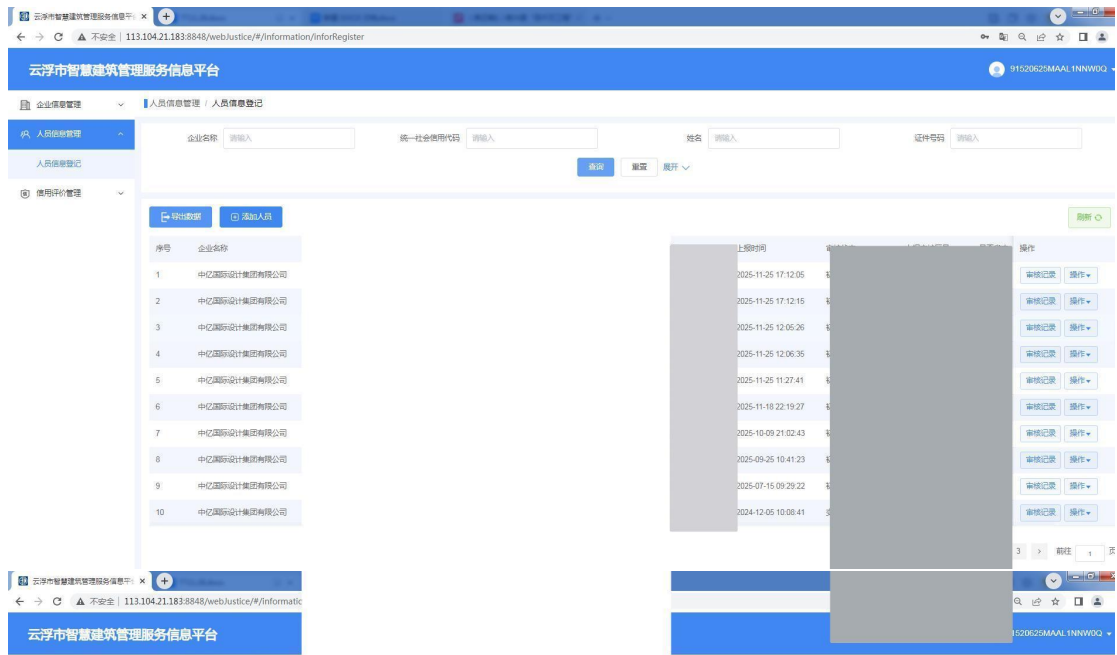 云浮市智慧建筑管理服务信息平
不安全 | 113.104.21.183:8848/webJustice/#/Information/inforRegister
云浮市智慧建筑管理服务信息平台 91520625MAAL1NNW0Q
企业信息管理
人员信息管理 / 人员信息登记
人员信息管理
企业名称 请输入 统一社会信用代码 请输入 姓名 请输入 证件号码 请输入
人员信息登记
查询 重置 展开
信用评价管理
导出数据 添加人员 刷新
序号 企业名称 上报时间 操作
1 中亿国际设计集团有限公司 2025-11-25 17:12:05 审核记录 操作
2 中亿国际设计集团有限公司 2025-11-25 17:12:15 审核记录 操作
3 中亿国际设计集团有限公司 2025-11-25 12:05:26 审核记录 操作
4 中亿国际设计集团有限公司 2025-11-25 12:06:35 审核记录 操作
5 中亿国际设计集团有限公司 2025-11-25 11:27:41 审核记录 操作
6 中亿国际设计集团有限公司 2025-11-18 22:19:27 审核记录 操作
7 中亿国际设计集团有限公司 2025-10-09 21:02:43 审核记录 操作
8 中亿国际设计集团有限公司 2025-09-25 10:41:23 审核记录 操作
9 中亿国际设计集团有限公司 2025-07-15 09:29:22 审核记录 操作
10 中亿国际设计集团有限公司 2024-12-05 10:08:41 审核记录 操作
3 > 前往 1 页
云浮市智慧建筑管理服务信息平
不安全 | 113.104.21.183:8848/webJustice/#/Informatic
云浮市智慧建筑管理服务信息平台 1520625MAAL1NNW0Q